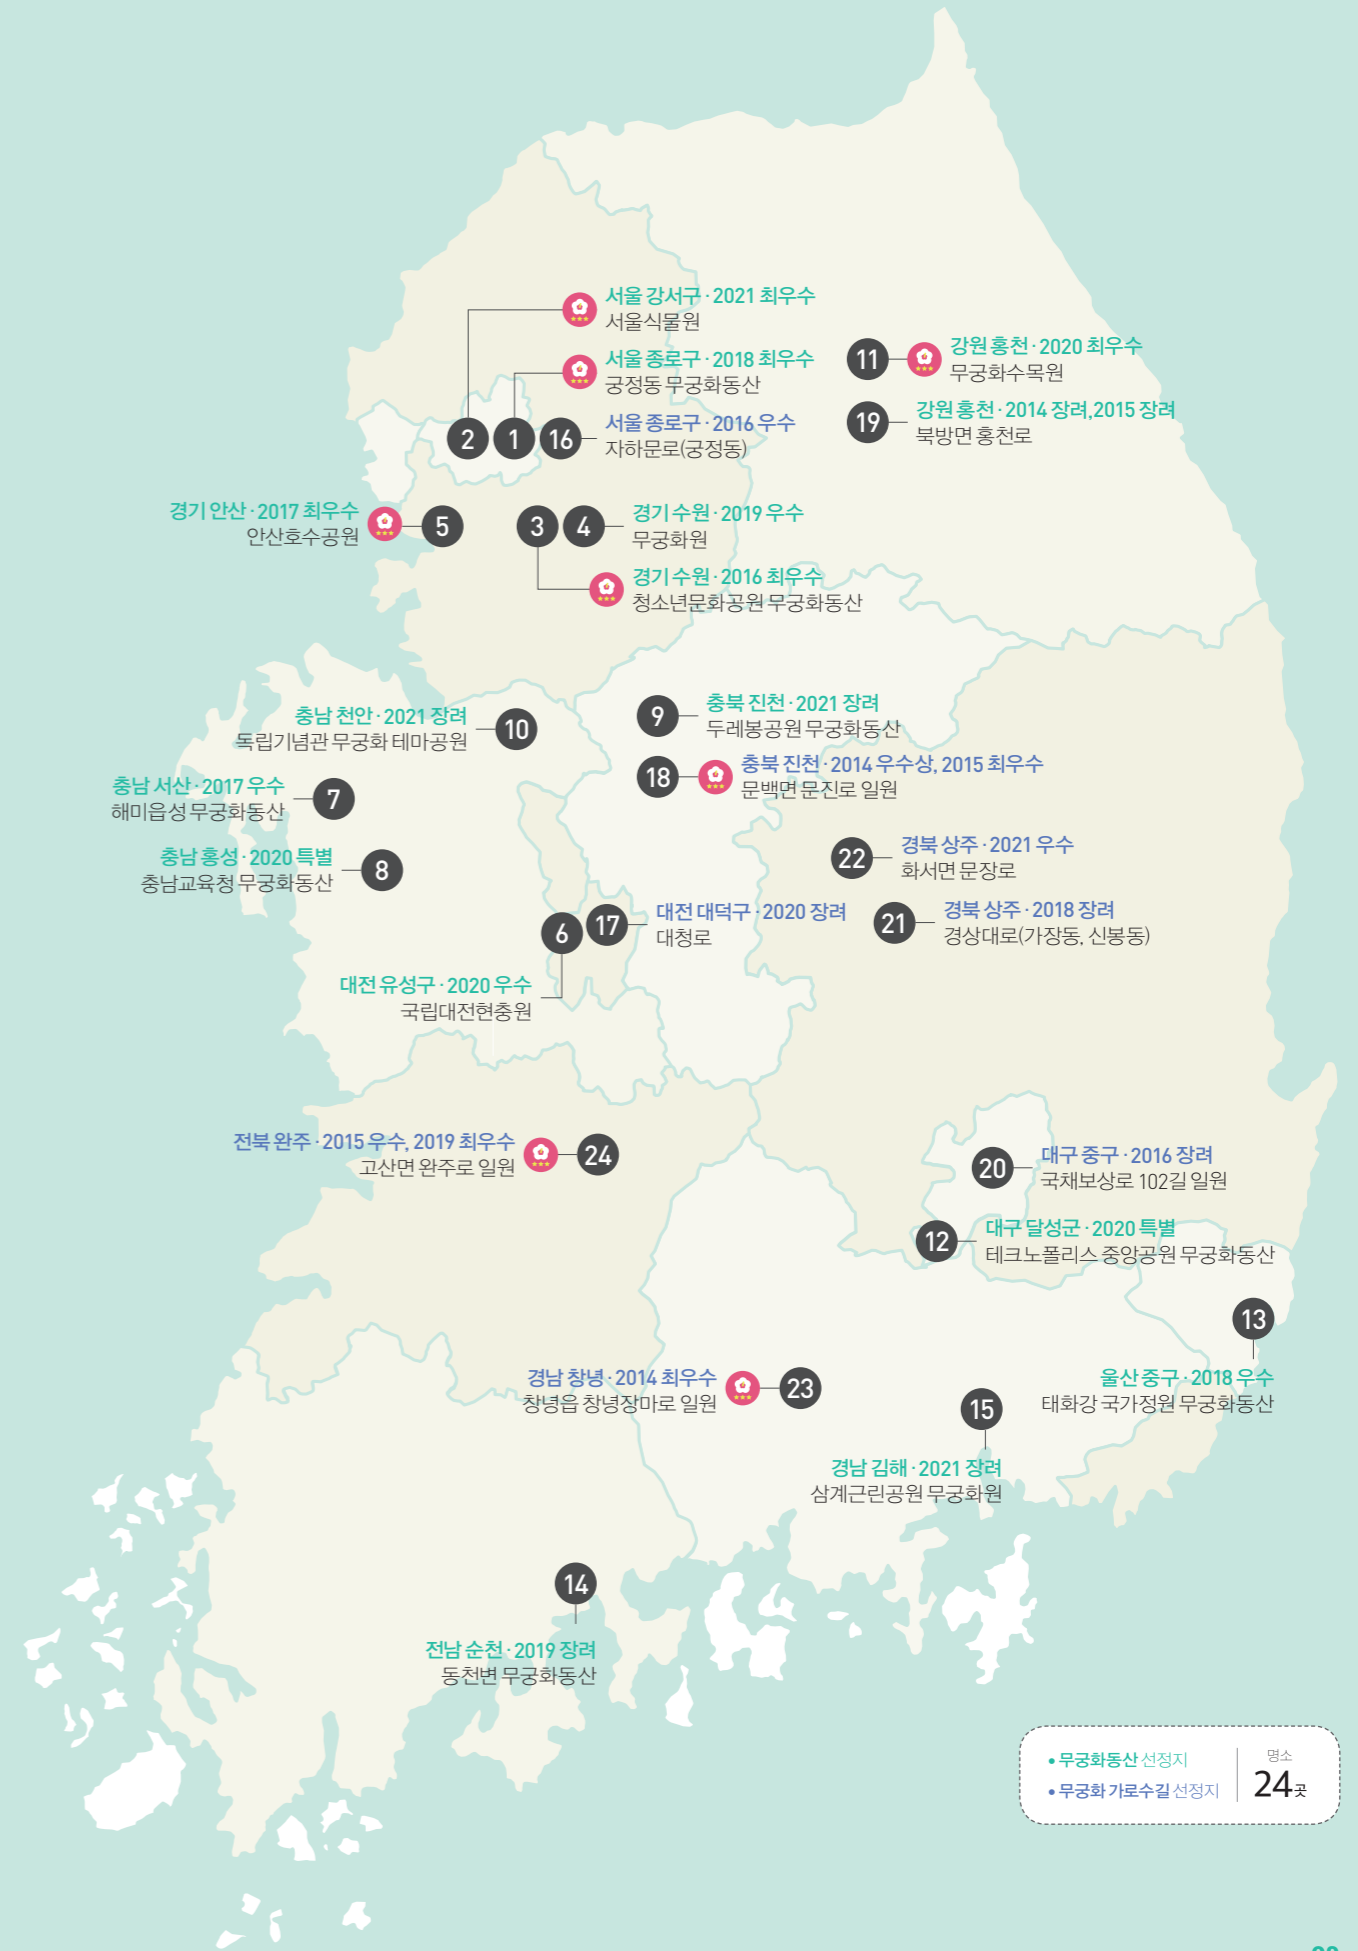 서울 강서구 · 2021 최우수
서울식물원
서울 종로구 · 2018 최우수
궁정동 무궁화동산
2
1
16
서울 종로구 · 2016 우수
자하문로(궁정동)
11
강원 홍천 · 2020 최우수
무궁화수목원
19
강원 홍천 · 2014 장려, 2015 장려
북방면 홍천로
경기 안산 · 2017 최우수
안산호수공원
5
3
4
경기 수원 · 2019 우수
무궁화원
경기 수원 · 2016 최우수
청소년문화공원 무궁화동산
충남 천안 · 2021 장려
독립기념관 무궁화 테마공원
10
9
충북 진천 · 2021 장려
두레봉공원 무궁화동산
18
충북 진천 · 2014 우수상, 2015 최우수
문백면 문진로 일원
충남 서산 · 2017 우수
해미읍성 무궁화동산
7
충남 홍성 · 2020 특별
충남교육청 무궁화동산
8
22
경북 상주 · 2021 우수
화서면 문장로
21
경북 상주 · 2018 장려
경상대로(가장동, 신봉동)
6
17
대전 대덕구 · 2020 장려
대청로
대전 유성구 · 2020 우수
국립대전현충원
전북 완주 · 2015 우수, 2019 최우수
고산면 완주로 일원
24
20
대구 중구 · 2016 장려
국채보상로 102길 일원
12
대구 달성군 · 2020 특별
테크노폴리스 중앙공원 무궁화동산
13
울산 중구 · 2018 우수
태화강 국가정원 무궁화동산
경남 창녕 · 2014 최우수
창녕읍 창녕장마로 일원
23
15
경남 김해 · 2021 장려
삼계근린공원 무궁화원
14
전남 순천 · 2019 장려
동천변 무궁화동산
• 무궁화동산 선정지
• 무궁화 가로수길 선정지
명소
24곳